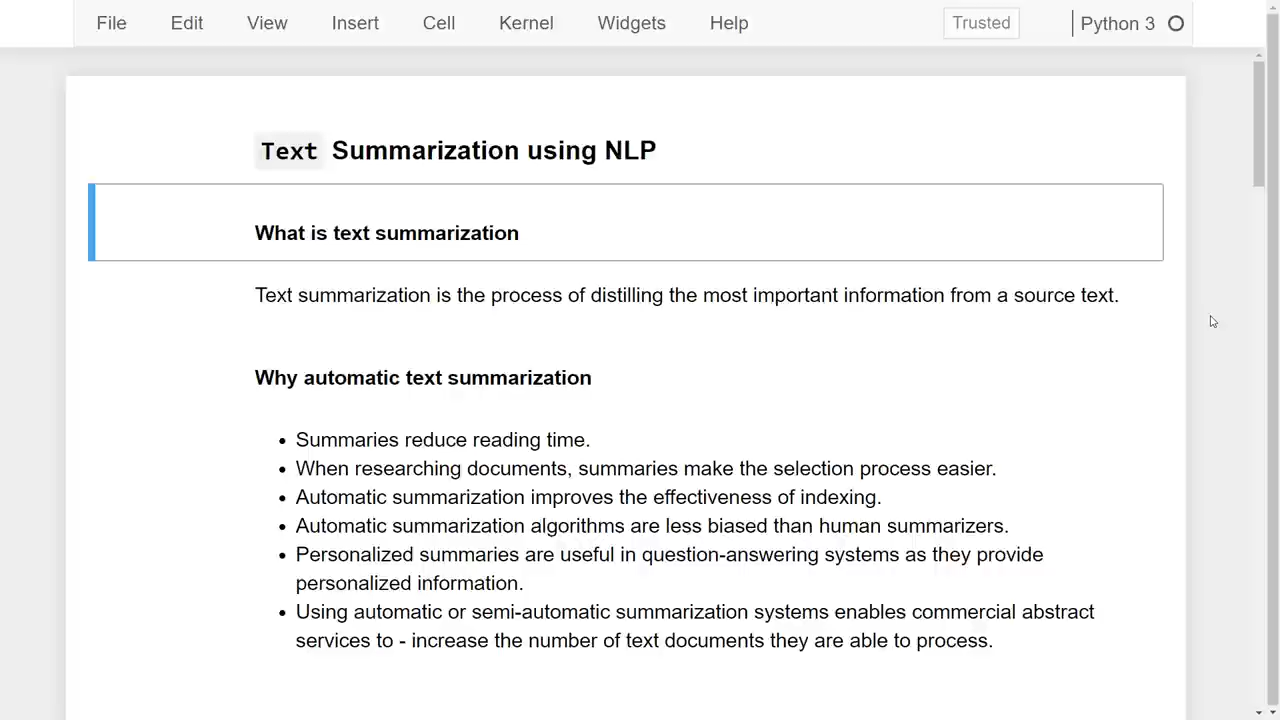 File Edit View Insert Cell Kernel Widgets Help Trusted Python 3
Text Summarization using NLP
What is text summarization
Text summarization is the process of distilling the most important information from a source text.
Why automatic text summarization
Summaries reduce reading time.
When researching documents, summaries make the selection process easier.
Automatic summarization improves the effectiveness of indexing.
Automatic summarization algorithms are less biased than human summarizers.
Personalized summaries are useful in question-answering systems as they provide
personalized information.
Using automatic or semi-automatic summarization systems enables commercial abstract
services to - increase the number of text documents they are able to process.